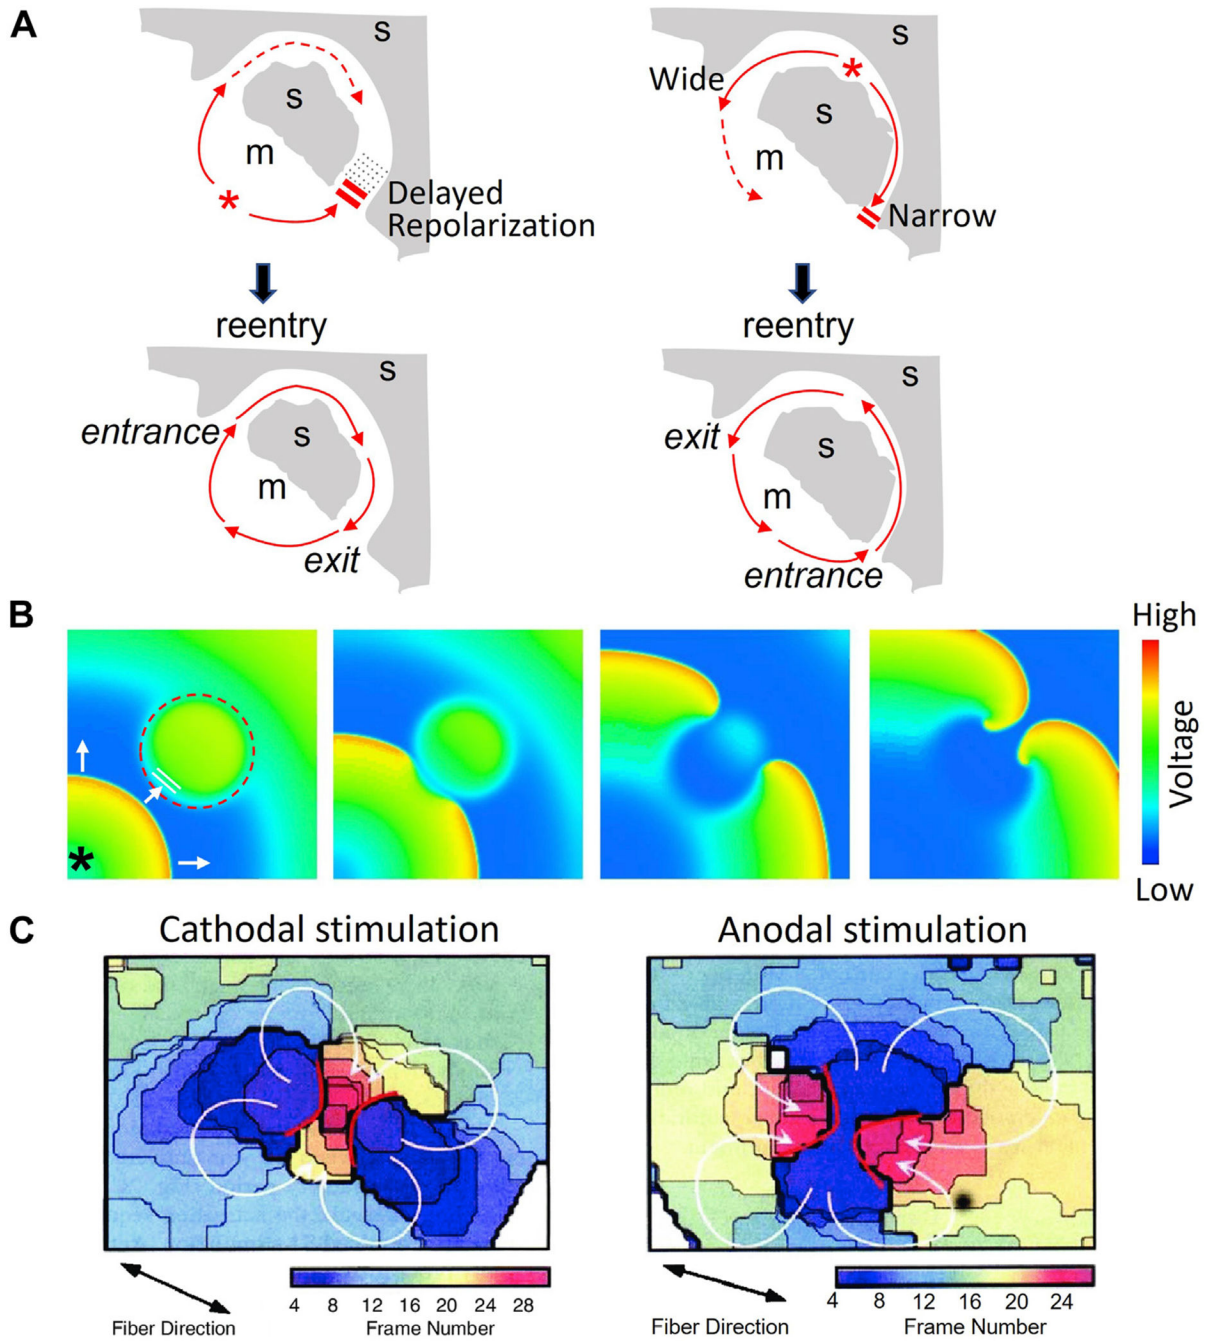 A
s
s
m
*
Delayed
Repolarization
s
Wide
*
s
m
Narrow
reentry
reentry
s
entrance
s
m
exit
s
exit
s
m
entrance
B
High
*
Voltage
Low
C
Cathodal stimulation
Anodal stimulation
4 8 12 16 20 24 28
Fiber Direction
Frame Number
4 8 12 16 20 24
Fiber Direction
Frame Number